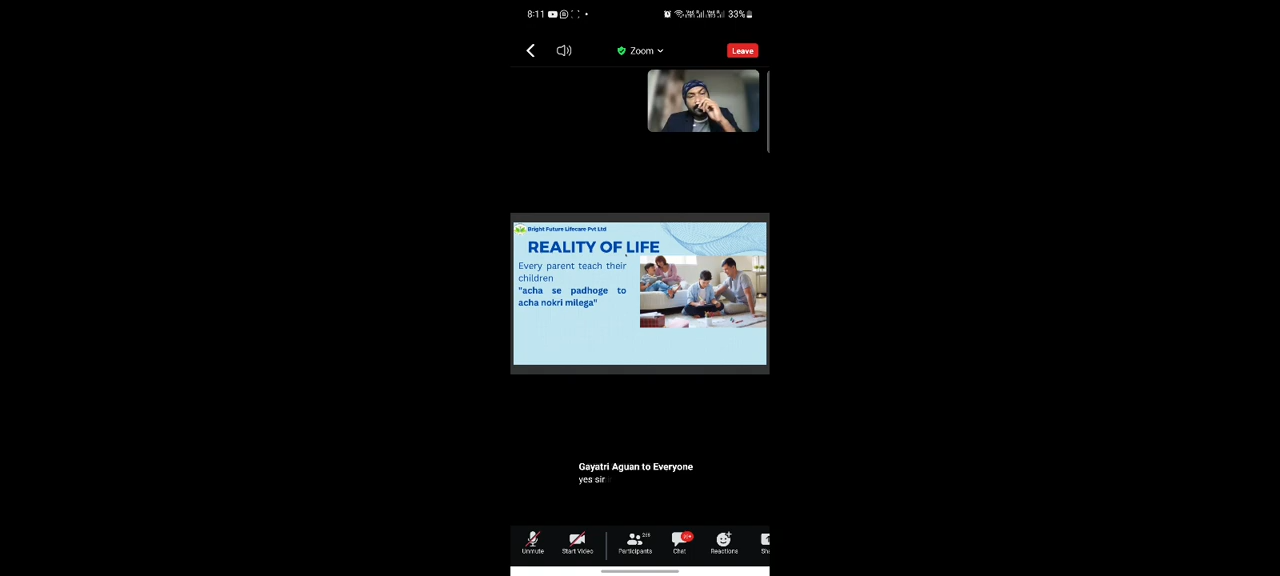 8:11
33%
Zoom
Leave
Bright Future Lifecare Pvt Ltd
REALITY OF LIFE
Every parent teach their
children
"acha se padhoge to
acha nokri milega"
Gayatri Aguan to Everyone
yes sir
Unmute
Start Video
Participants
Chat
Reactions